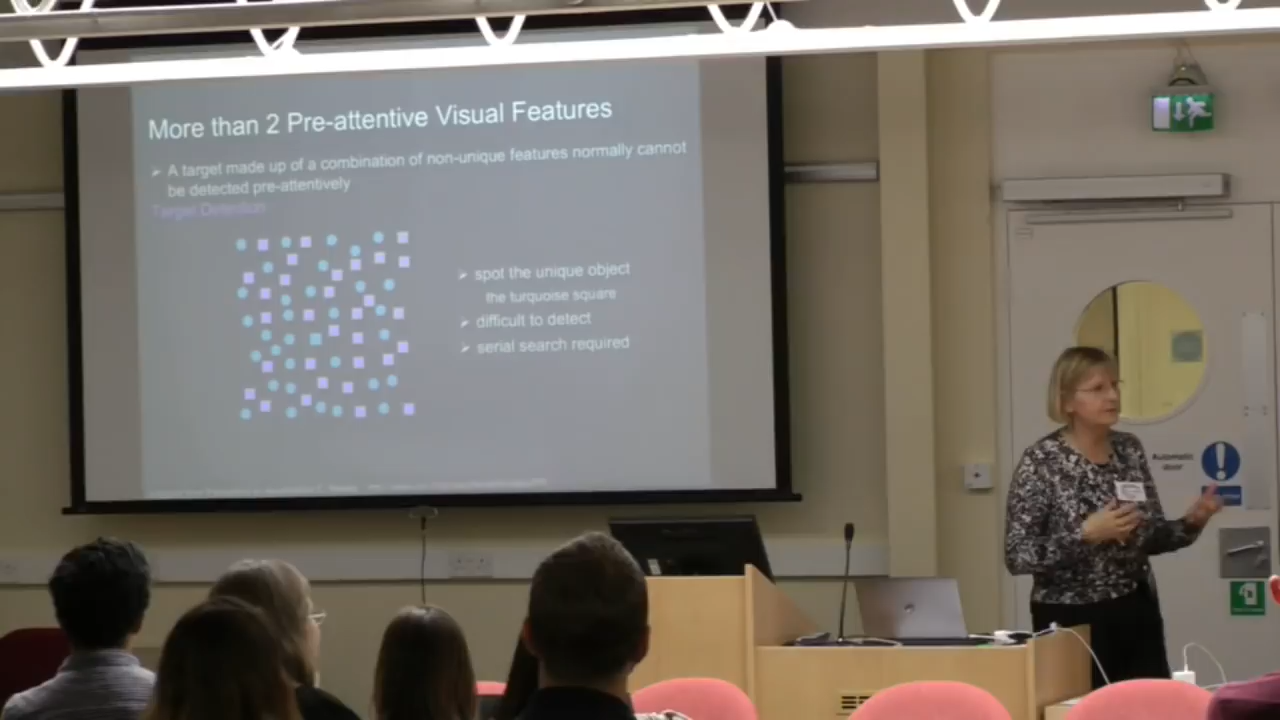 More than 2 Pre-attentive Visual Features
➢ A target made up of a combination of non-unique features normally cannot
be detected pre-attentively
Target Detection
➢ spot the unique object
the turquoise square
➢ difficult to detect
➢ serial search required
Automatic
door